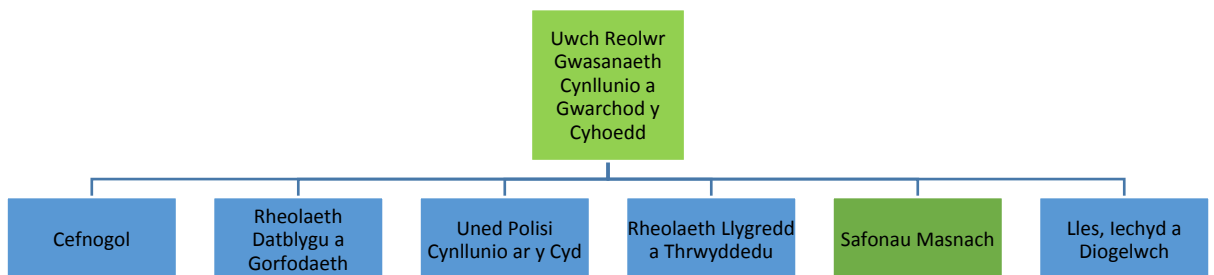 Uwch Reolwr
Gwasanaeth
Cynllunio a
Gwarchod y
Cyhoedd
Cefnogol
Rheolaeth
Datblygu a
Gorfodaeth
Uned Polisi
Cynllunio ar y Cyd
Rheolaeth Llygredd
a Thrwyddedu
Safonau Masnach
Lles, Iechyd a
Diogelwch